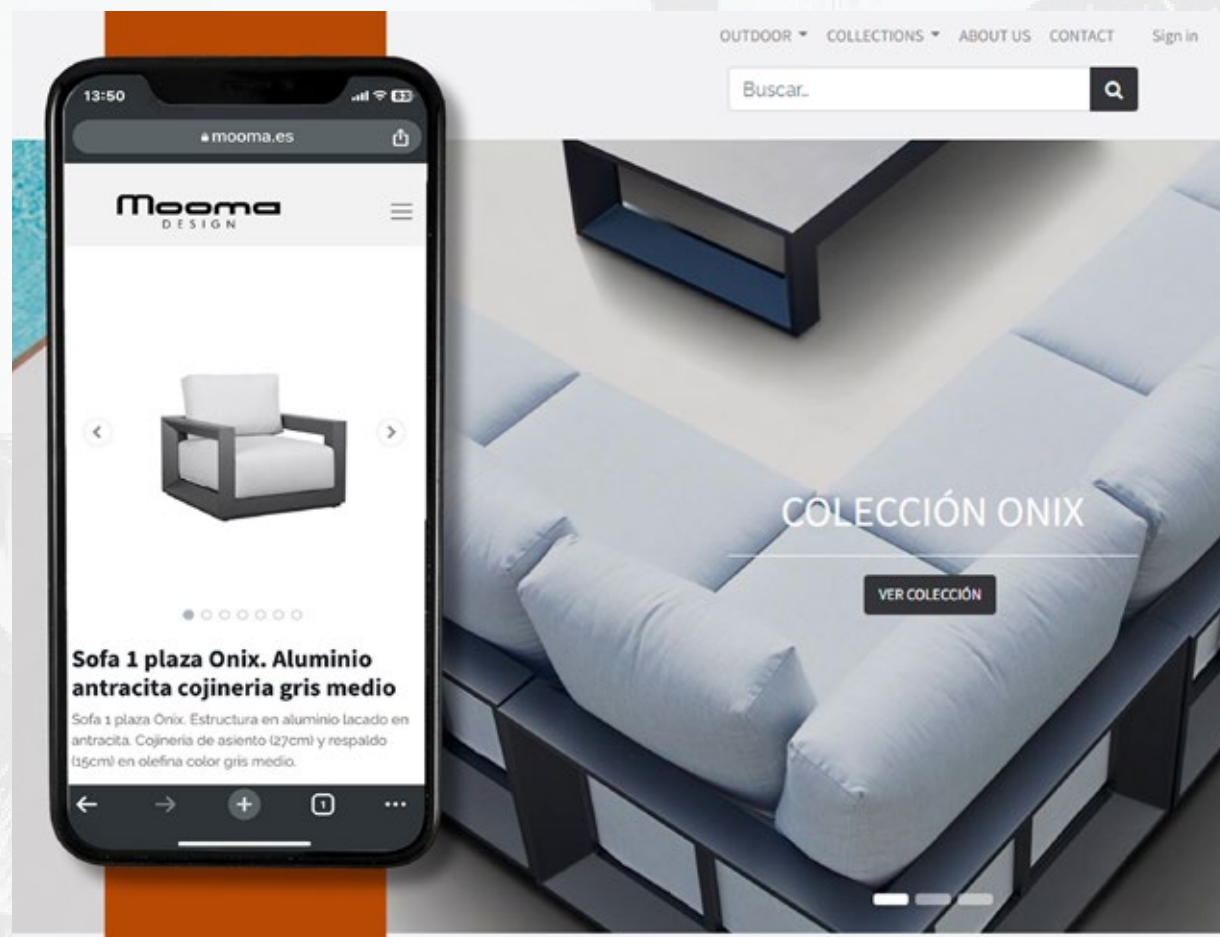 OUTDOOR COLLECTIONS ABOUT US CONTACT Sign in
Buscar..
13:50
83
mooma.es
Mooma
DESIGN
Sofa 1 plaza Onix. Aluminio
antracita cojineria gris medio
Sofa 1 plaza Onix. Estructura en aluminio lacado en
antracita. Cojineria de asiento (27cm) y respaldo
(15cm) en olefina color gris medio.
1
COLECCIÓN ONIX
VER COLECCIÓN